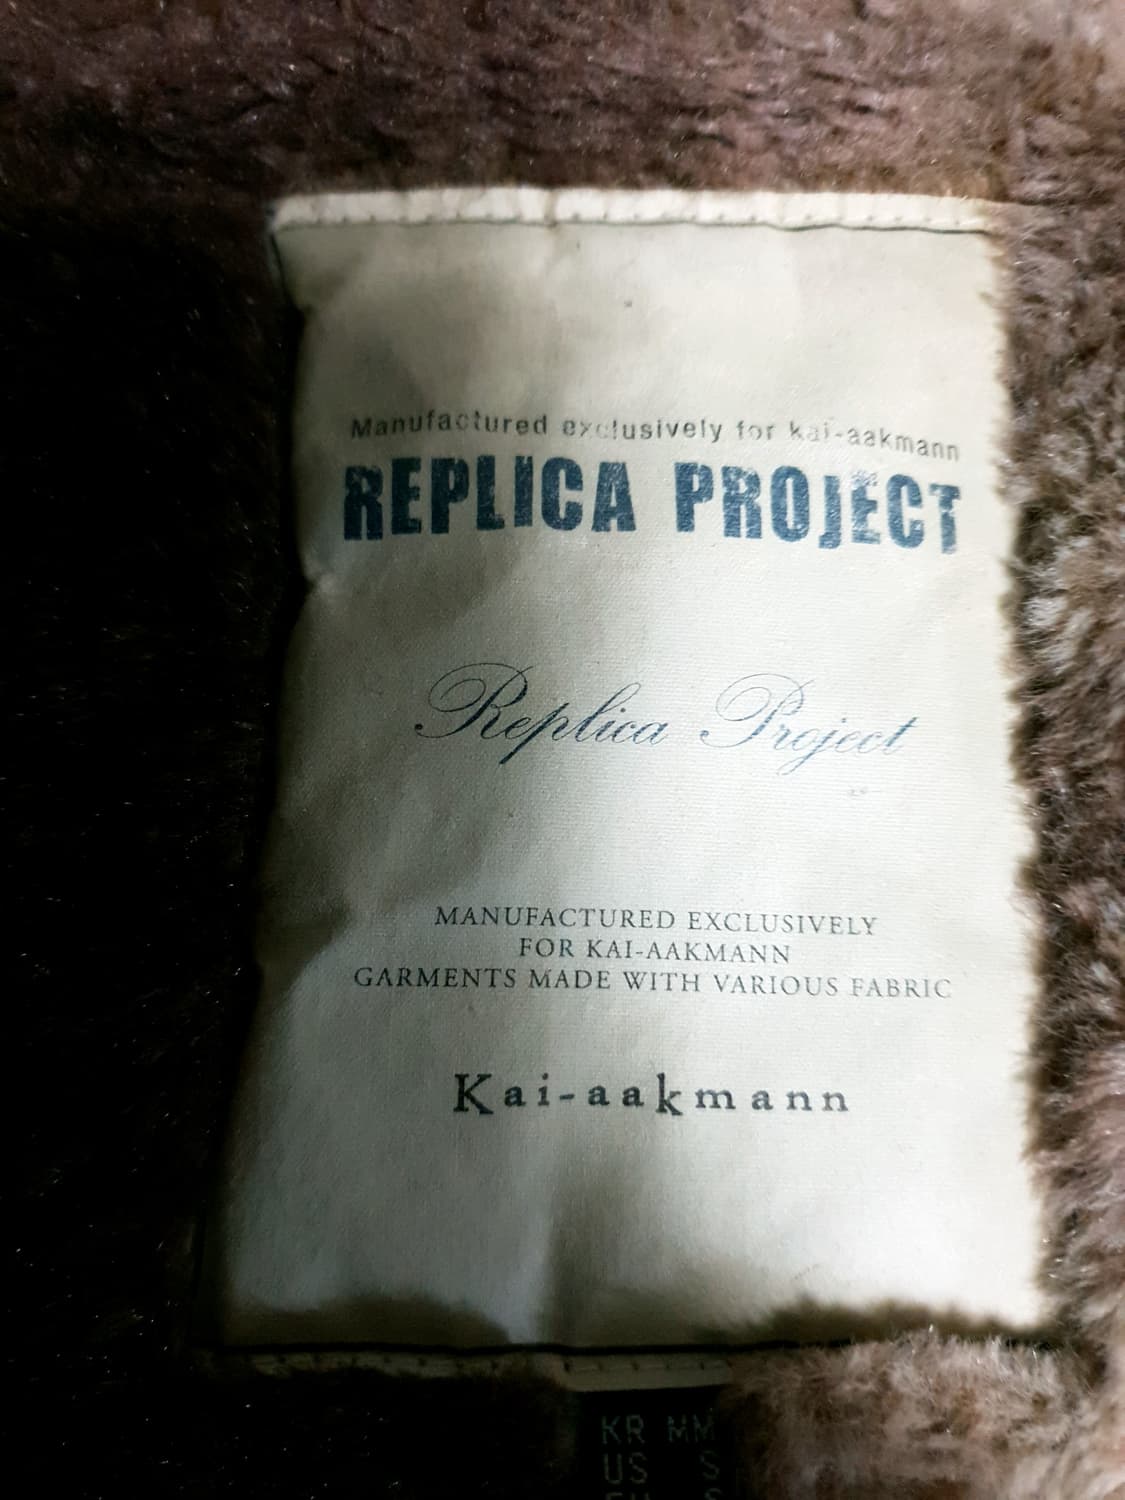 Manufactured exclusively for kai-aakmann
REPLICA PROJECT
Replica Project
MANUFACTURED EXCLUSIVELY
FOR KAI-AAKMANN
GARMENTS MADE WITH VARIOUS FABRIC
Kai-aakmann
KR MM
US S